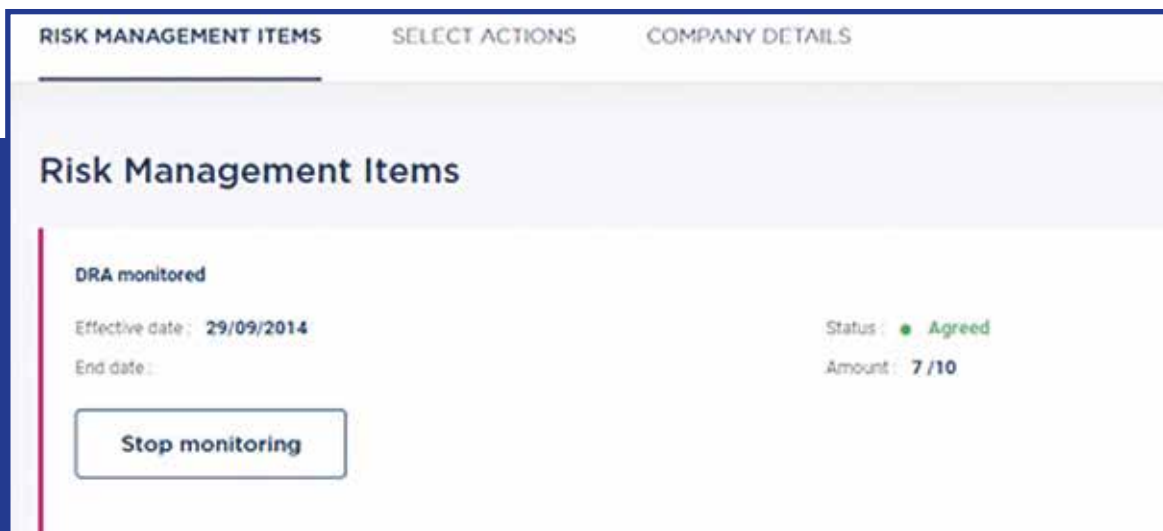 RISK MANAGEMENT ITEMS SELECT ACTIONS COMPANY DETAILS
Risk Management Items
DRA monitored
Effective date : 29/09/2014 Status : Agreed
End date : Amount : 7 /10
Stop monitoring